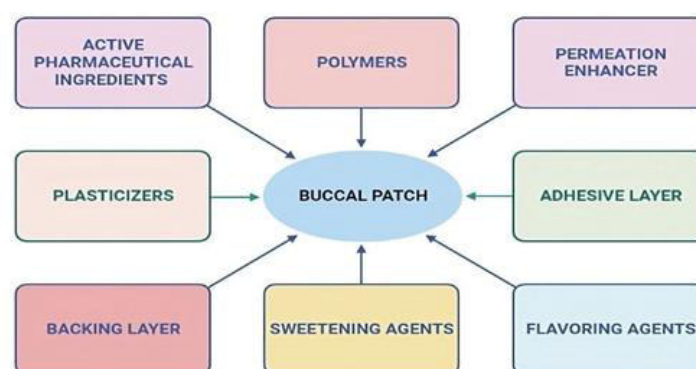 ACTIVE
PHARMACEUTICAL
INGREDIENTS
POLYMERS
PERMEATION
ENHANCER
PLASTICIZERS
BUCCAL PATCH
ADHESIVE LAYER
BACKING LAYER
SWEETENING AGENTS
FLAVORING AGENTS